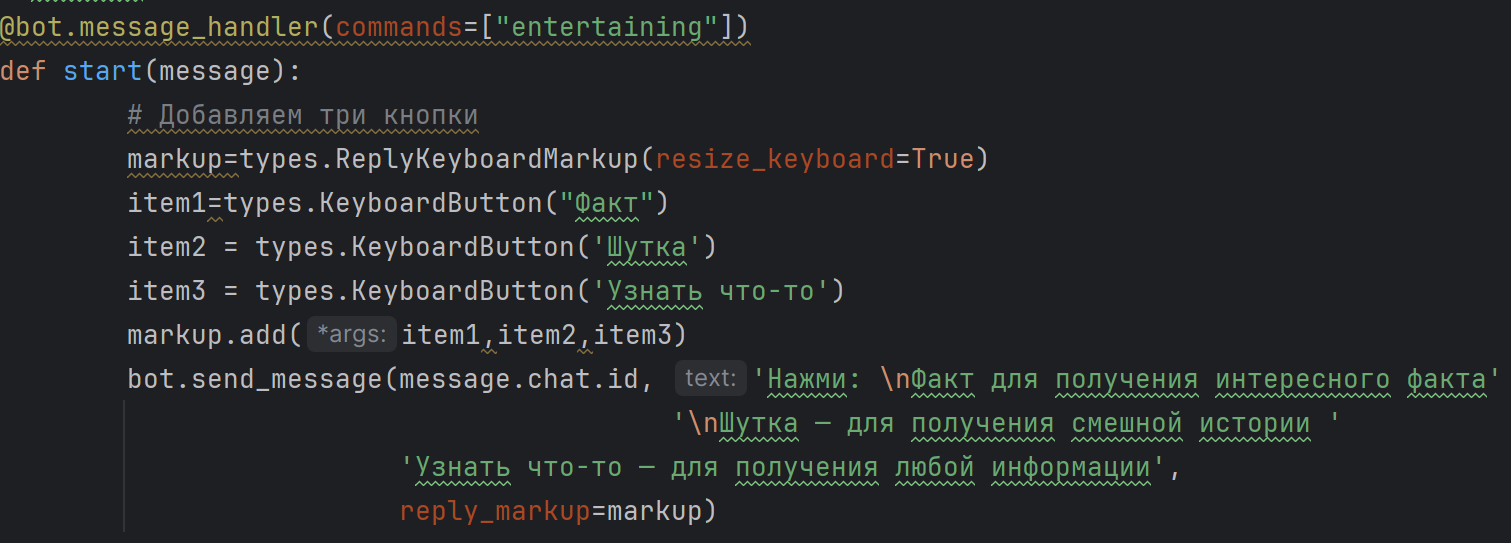 @bot.message_handler(commands=["entertaining"])
def start(message):
# Добавляем три кнопки
markup=types.ReplyKeyboardMarkup(resize_keyboard=True)
item1=types.KeyboardButton("Факт")
item2 = types.KeyboardButton('Шутка')
item3 = types.KeyboardButton('Узнать что-то')
markup.add( *args: item1,item2,item3)
bot.send_message(message.chat.id, text: 'Нажми: \nФакт для получения интересного факта'
'\nШутка — для получения смешной истории '
'Узнать что-то — для получения любой информации',
reply_markup=markup)